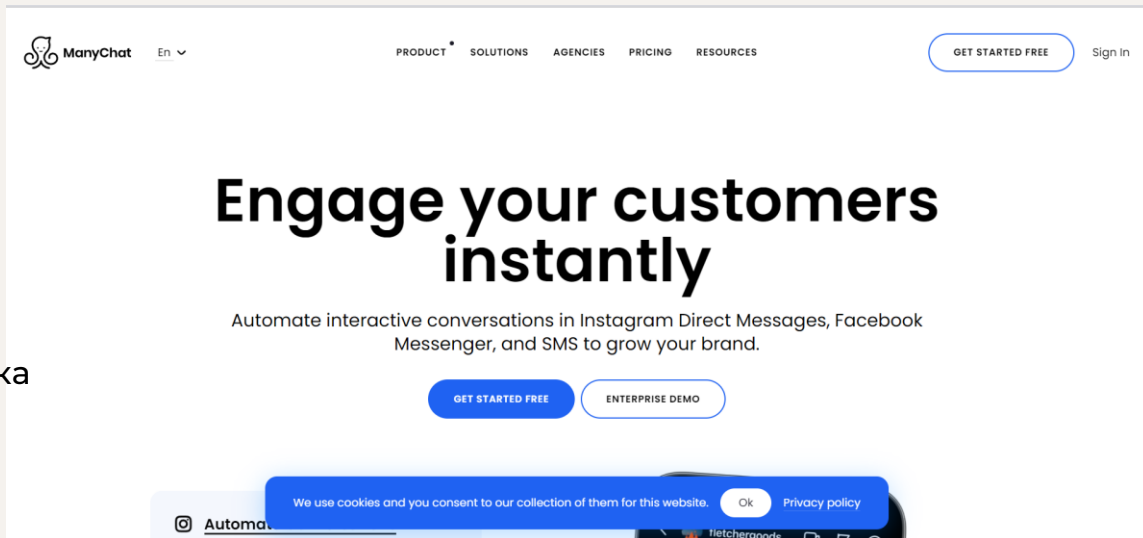 ManyChat
En
PRODUCT
SOLUTIONS
AGENCIES
PRICING
RESOURCES
GET STARTED FREE
Sign In
Engage your customers
instantly
Automate interactive conversations in Instagram Direct Messages, Facebook
Messenger, and SMS to grow your brand.
ка
GET STARTED FREE
ENTERPRISE DEMO
We use cookies and you consent to our collection of them for this website.
Ok
Privacy policy
Automat
fletchergoods